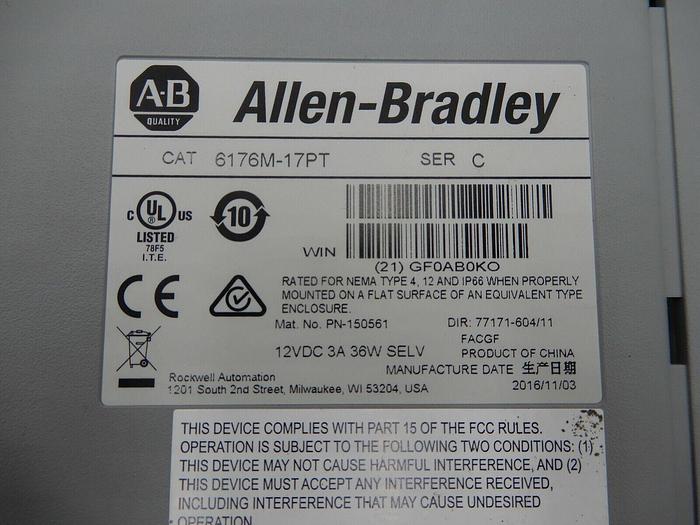 A-B
QUALITY
Allen-Bradley
CAT 6176M-17PT SER C
C UL US
LISTED
78F5
I.T.E.
10
WIN
(21) GF0AB0KO
RATED FOR NEMA TYPE 4, 12 AND IP66 WHEN PROPERLY
MOUNTED ON A FLAT SURFACE OF AN EQUIVALENT TYPE
ENCLOSURE.
Mat. No. PN-150561 DIR: 77171-604/11
FACGF
12VDC 3A 36W SELV PRODUCT OF CHINA
MANUFACTURE DATE 生产日期
2016/11/03
CE
Rockwell Automation
1201 South 2nd Street, Milwaukee, WI 53204, USA
THIS DEVICE COMPLIES WITH PART 15 OF THE FCC RULES.
OPERATION IS SUBJECT TO THE FOLLOWING TWO CONDITIONS: (1)
THIS DEVICE MAY NOT CAUSE HARMFUL INTERFERENCE, AND (2)
THIS DEVICE MUST ACCEPT ANY INTERFERENCE RECEIVED,
INCLUDING INTERFERENCE THAT MAY CAUSE UNDESIRED
OPERATION